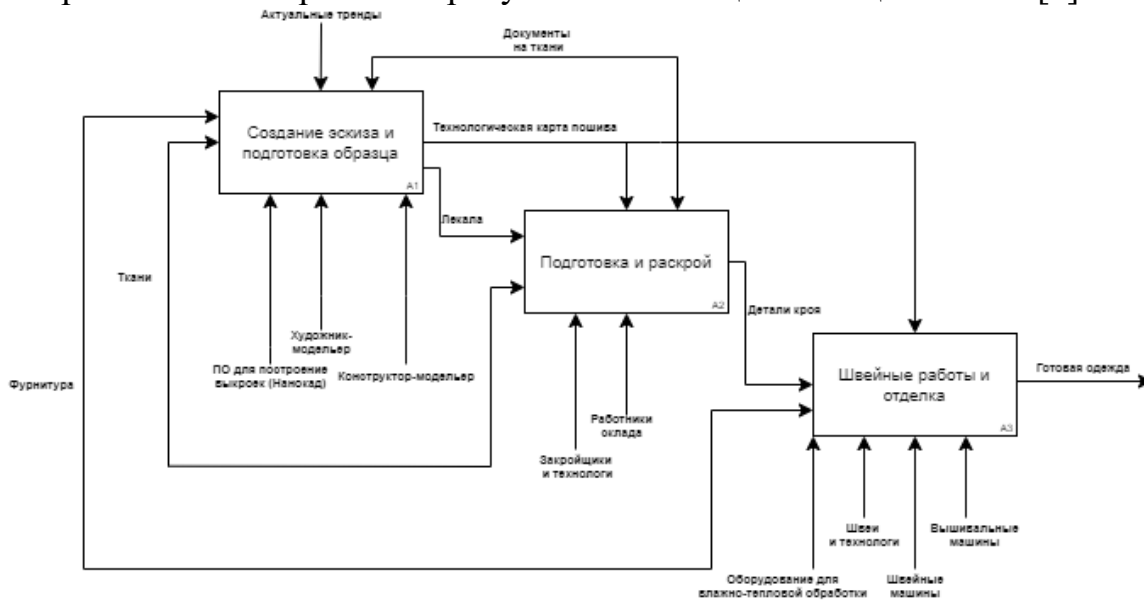 Актуальные тренды
Документы
на ткани
Создание эскиза и
подготовка образца
A1
Технологическая карта пошива
Лекала
Подготовка и раскрой
A2
Ткани
Детали кроя
Художник-
модельер
ПО для построение
выкроек (Нанокад)
Конструктор-модельер
Фурнитура
Швейные работы и
отделка
A3
Готовая одежда
Работники
склада
Закройщики
и технологи
Швеи
и технологи
Вышивальные
машины
Оборудование для
влажно-тепловой обработки
Швейные
машины